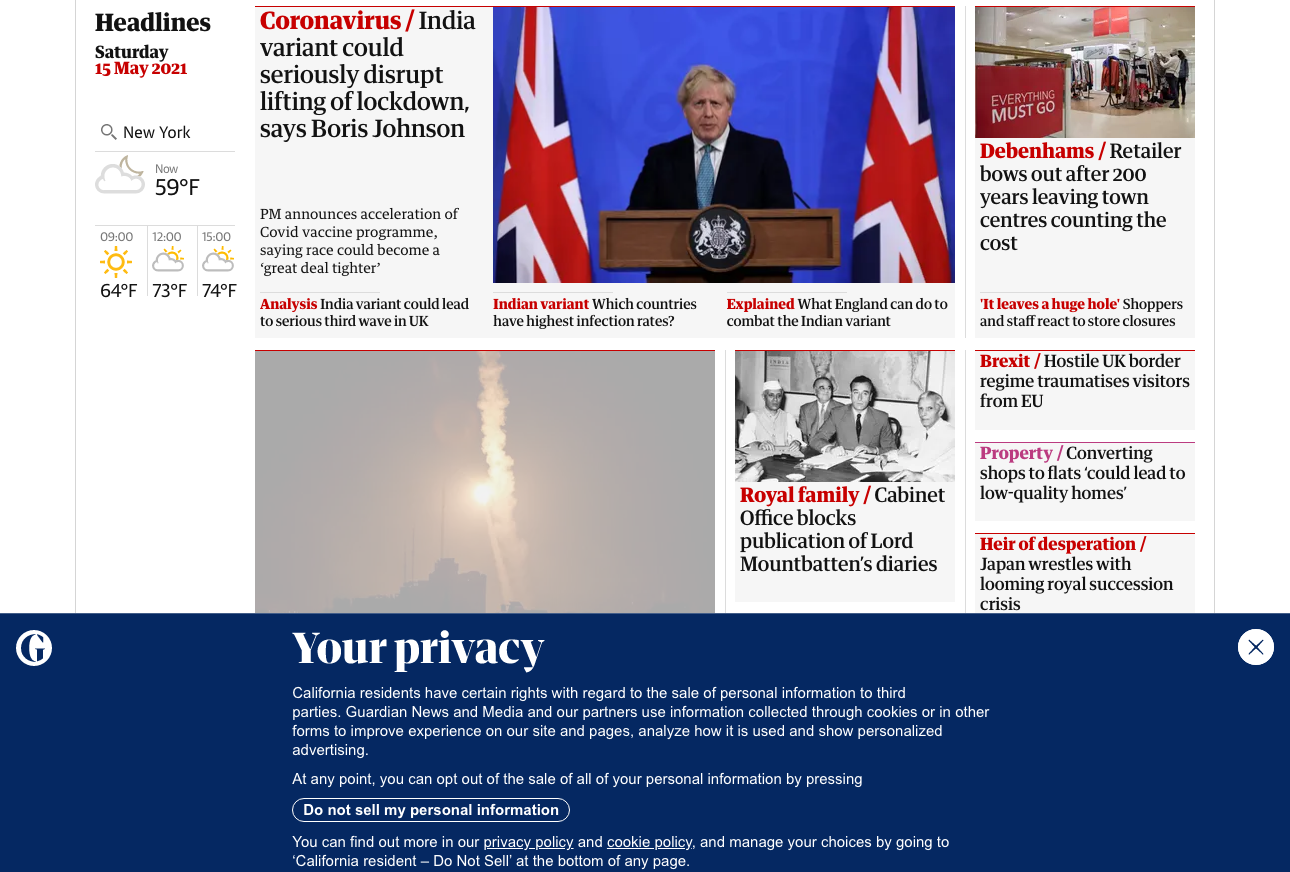 Headlines
Saturday
15 May 2021
New York
Now
59°F
09:00
64°F
12:00
73°F
15:00
74°F
Coronavirus / India
variant could
seriously disrupt
lifting of lockdown,
says Boris Johnson
PM announces acceleration of
Covid vaccine programme,
saying race could become a
‘great deal tighter’
Analysis India variant could lead
to serious third wave in UK
Indian variant Which countries
have highest infection rates?
Explained What England can do to
combat the Indian variant
EVERYTHING
MUST GO
Debenhams / Retailer
bows out after 200
years leaving town
centres counting the
cost
'It leaves a huge hole' Shoppers
and staff react to store closures
INDIA
Royal family / Cabinet
Office blocks
publication of Lord
Mountbatten’s diaries
Brexit / Hostile UK border
regime traumatises visitors
from EU
Property / Converting
shops to flats ‘could lead to
low-quality homes’
Heir of desperation /
Japan wrestles with
looming royal succession
crisis
Your privacy
California residents have certain rights with regard to the sale of personal information to third
parties. Guardian News and Media and our partners use information collected through cookies or in other
forms to improve experience on our site and pages, analyze how it is used and show personalized
advertising.
At any point, you can opt out of the sale of all of your personal information by pressing
Do not sell my personal information
You can find out more in our privacy policy and cookie policy, and manage your choices by going to
‘California resident – Do Not Sell’ at the bottom of any page.